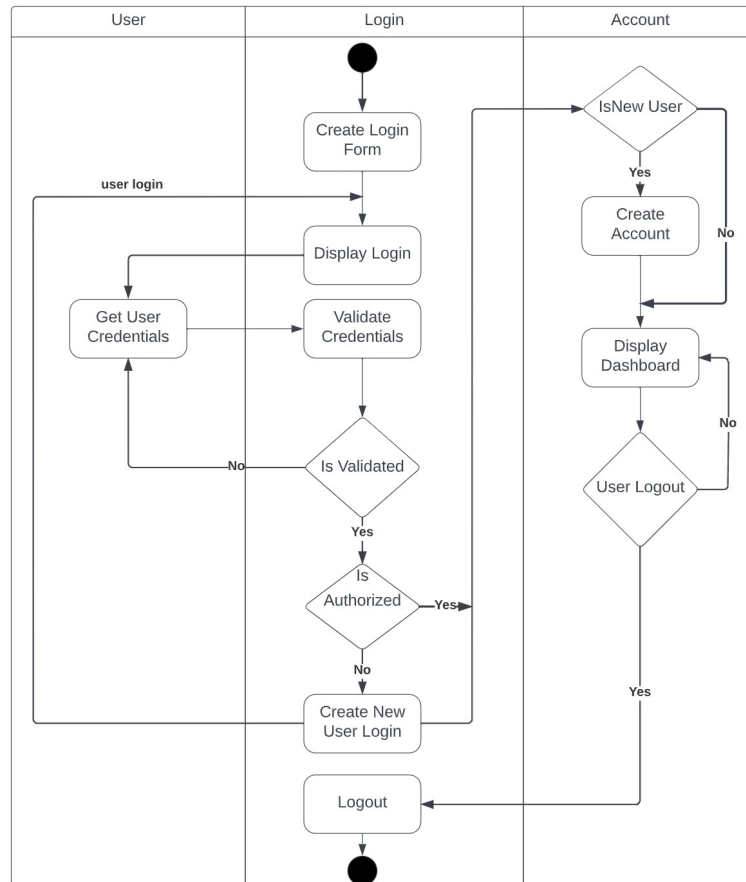 User
Login
Account
Create Login
Form
IsNew User
Yes
user login
Create
Account
No
Display Login
Get User
Credentials
Validate
Credentials
Display
Dashboard
No
Is Validated
No
User Logout
Yes
Is
Authorized
Yes
No
Yes
Create New
User Login
Logout